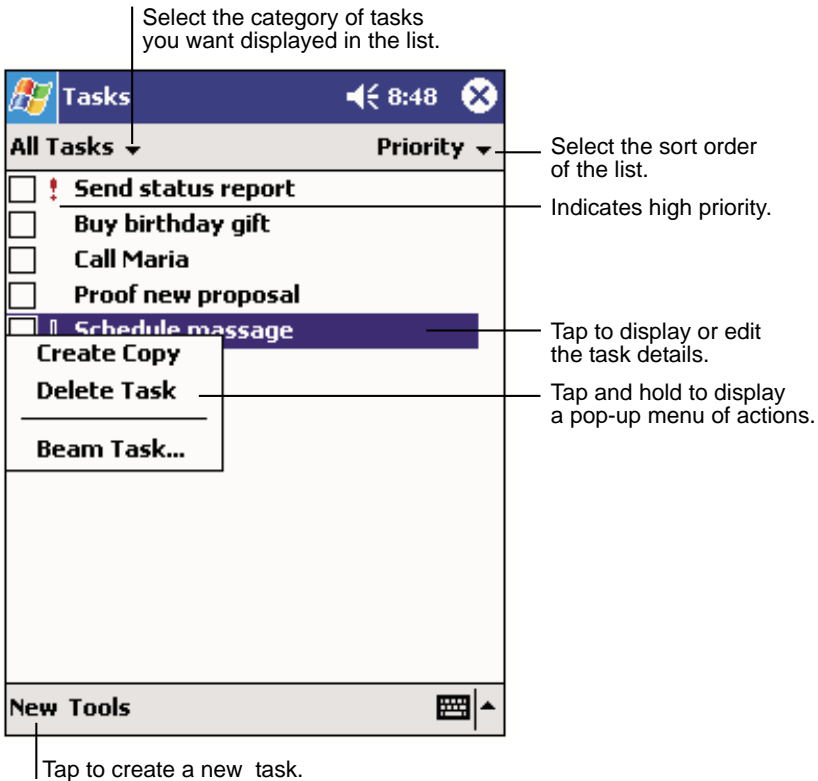 Select the category of tasks
you want displayed in the list.
Tasks 8:48
All Tasks Priority
Select the sort order
of the list.
! Send status report
Indicates high priority.
Buy birthday gift
Call Maria
Proof new proposal
Schedule massage
Tap to display or edit
the task details.
Create Copy
Delete Task
Tap and hold to display
a pop-up menu of actions.
Beam Task...
New Tools
Tap to create a new task.